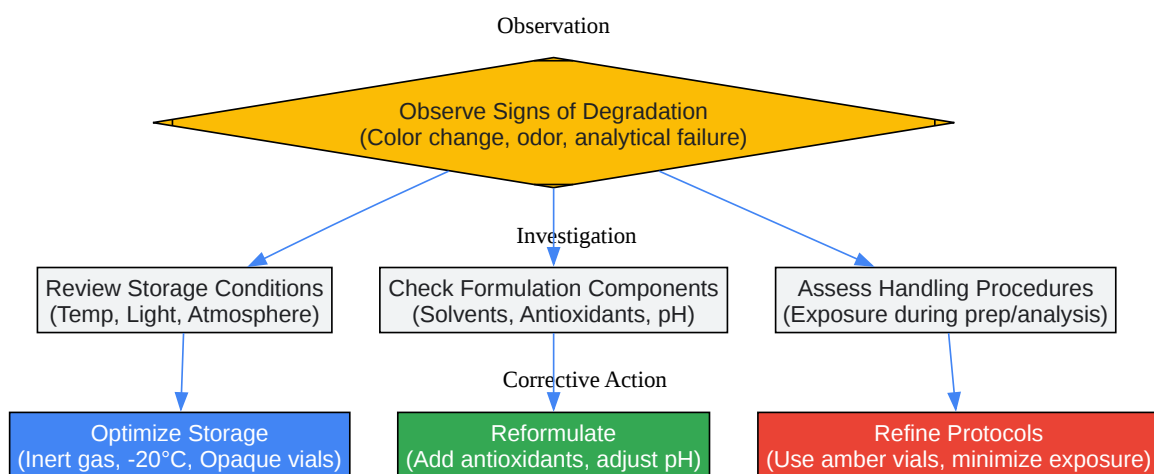 Observation
Observe Signs of Degradation
(Color change, odor, analytical failure)
Investigation
Review Storage Conditions
(Temp, Light, Atmosphere)
Check Formulation Components
(Solvents, Antioxidants, pH)
Assess Handling Procedures
(Exposure during prep/analysis)
Corrective Action
Optimize Storage
(Inert gas, -20°C, Opaque vials)
Reformulate
(Add antioxidants, adjust pH)
Refine Protocols
(Use amber vials, minimize exposure)